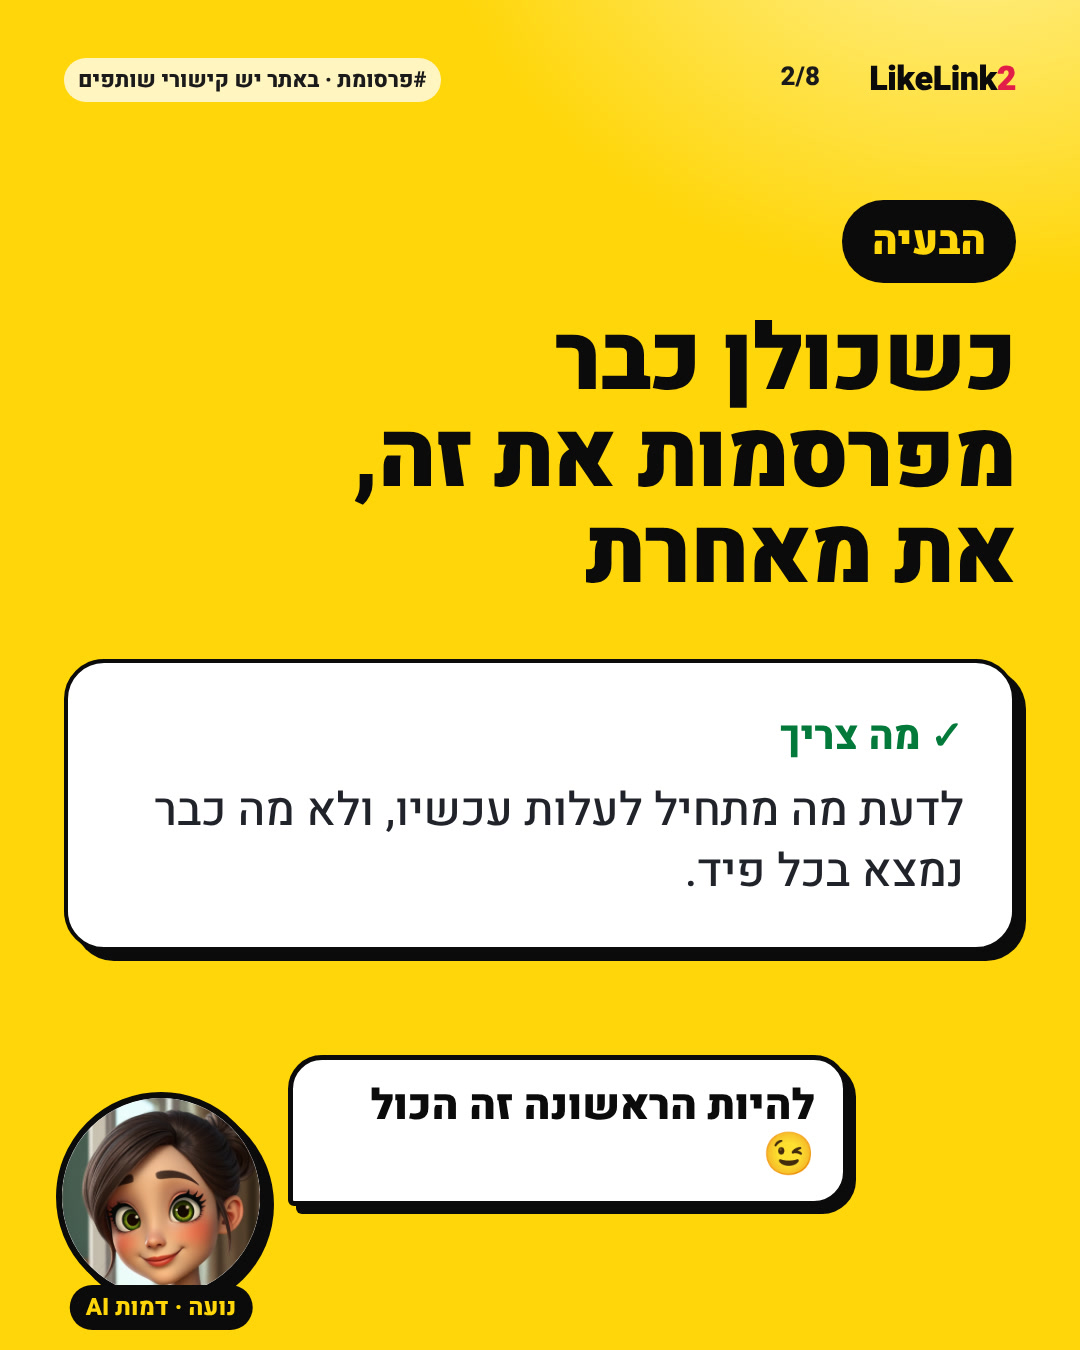 LikeLink2
2/8
#פרסומת · באתר יש קישורי שותפים
הבעיה
כשכולן כבר
מפרסמות את זה,
את מאחרת
✓ מה צריך
לדעת מה מתחיל לעלות עכשיו, ולא מה כבר
נמצא בכל פיד.
להיות הראשונה זה הכול
😉
נועה · דמות AI